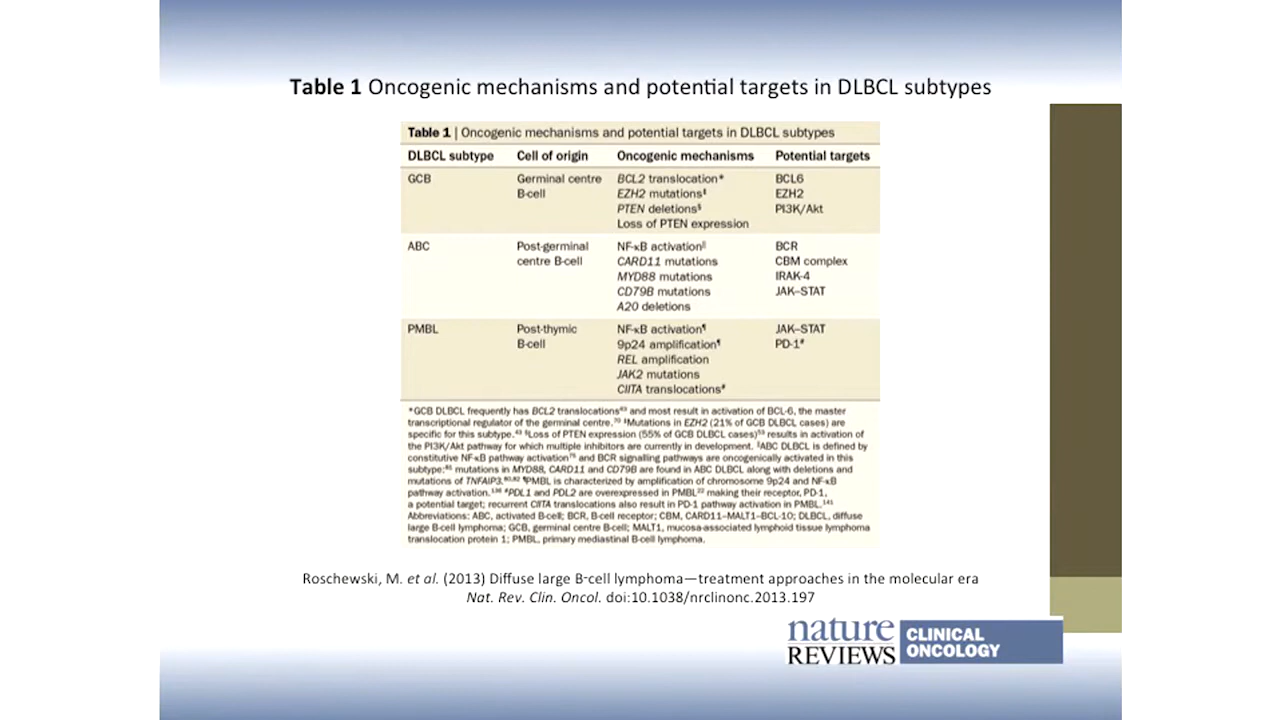 Table 1 Oncogenic mechanisms and potential targets in DLBCL subtypes
Table 1 | Oncogenic mechanisms and potential targets in DLBCL subtypes
DLBCL subtype Cell of origin Oncogenic mechanisms Potential targets
GCB Germinal centre BCL2 translocation* BCL6
B-cell EZH2 mutations‡ EZH2
PTEN deletions§ PI3K/Akt
Loss of PTEN expression
ABC Post-germinal NF-κB activation|| BCR
centre B-cell CARD11 mutations CBM complex
MYD88 mutations IRAK-4
CD79B mutations JAK–STAT
A20 deletions
PMBL Post-thymic NF-κB activation¶ JAK–STAT
B-cell 9p24 amplification¶ PD-1#
REL amplification
JAK2 mutations
CIITA translocations#
*GCB DLBCL frequently has BCL2 translocations and most result in activation of BCL-6, the master
transcriptional regulator of the germinal centre. ‡Mutations in EZH2 (21% of GCB DLBCL cases) are
specific for this subtype. §Loss of PTEN expression (55% of GCB DLBCL cases) results in activation of
the PI3K/Akt pathway for which multiple inhibitors are currently in development. ||ABC DLBCL is defined by
constitutive NF-κB pathway activation and BCR signalling pathways are oncogenically activated in this
subtype; mutations in MYD88, CARD11 and CD79B are found in ABC DLBCL along with deletions and
mutations of TNFAIP3. ¶PMBL is characterized by amplification of chromosome 9p24 and NF-κB
pathway activation. #PDL1 and PDL2 are overexpressed in PMBL making their receptor, PD-1,
a potential target; recurrent CIITA translocations also result in PD-1 pathway activation in PMBL.
Abbreviations: ABC, activated B-cell; BCR, B-cell receptor; CBM, CARD11–MALT1–BCL-10; DLBCL, diffuse
large B-cell lymphoma; GCB, germinal centre B-cell; MALT1, mucosa-associated lymphoid tissue lymphoma
translocation protein 1; PMBL, primary mediastinal B-cell lymphoma.
Roschewski, M. et al. (2013) Diffuse large B-cell lymphoma—treatment approaches in the molecular era
Nat. Rev. Clin. Oncol. doi:10.1038/nrclinonc.2013.197
nature CLINICAL
REVIEWS ONCOLOGY